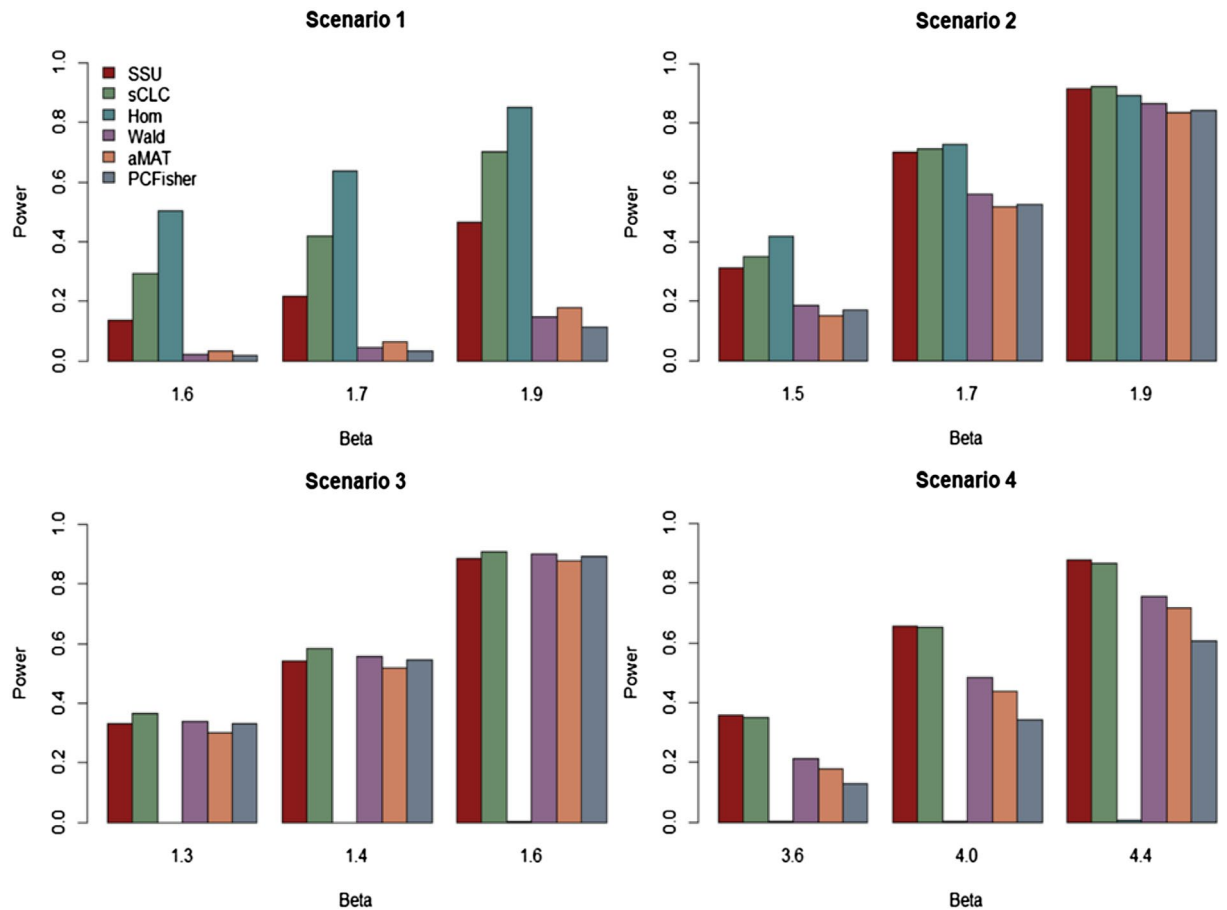 Scenario 1
Power
0.0 0.2 0.4 0.6 0.8 1.0
SSU
sCLC
Hom
Wald
aMAT
PCFisher
1.6 1.7 1.9
Beta
Scenario 2
Power
0.0 0.2 0.4 0.6 0.8 1.0
1.5 1.7 1.9
Beta
Scenario 3
Power
0.0 0.2 0.4 0.6 0.8 1.0
1.3 1.4 1.6
Beta
Scenario 4
Power
0.0 0.2 0.4 0.6 0.8 1.0
3.6 4.0 4.4
Beta